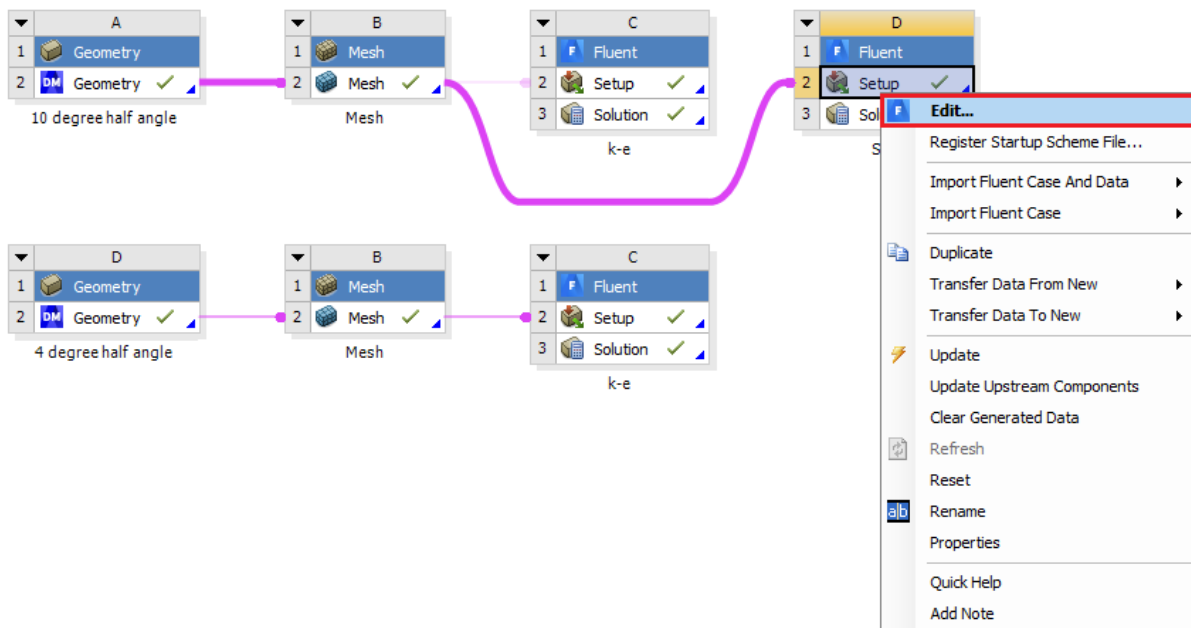 A
1 Geometry
2 DM Geometry
10 degree half angle
B
1 Mesh
2 Mesh
Mesh
C
1 F Fluent
2 Setup
3 Solution
k-e
D
1 F Fluent
2 Setup
3 Sol
S
F Edit...
Register Startup Scheme File...
Import Fluent Case And Data
Import Fluent Case
Duplicate
Transfer Data From New
Transfer Data To New
Update
Update Upstream Components
Clear Generated Data
Refresh
Reset
a|b Rename
Properties
Quick Help
Add Note
D
1 Geometry
2 DM Geometry
4 degree half angle
B
1 Mesh
2 Mesh
Mesh
C
1 F Fluent
2 Setup
3 Solution
k-e